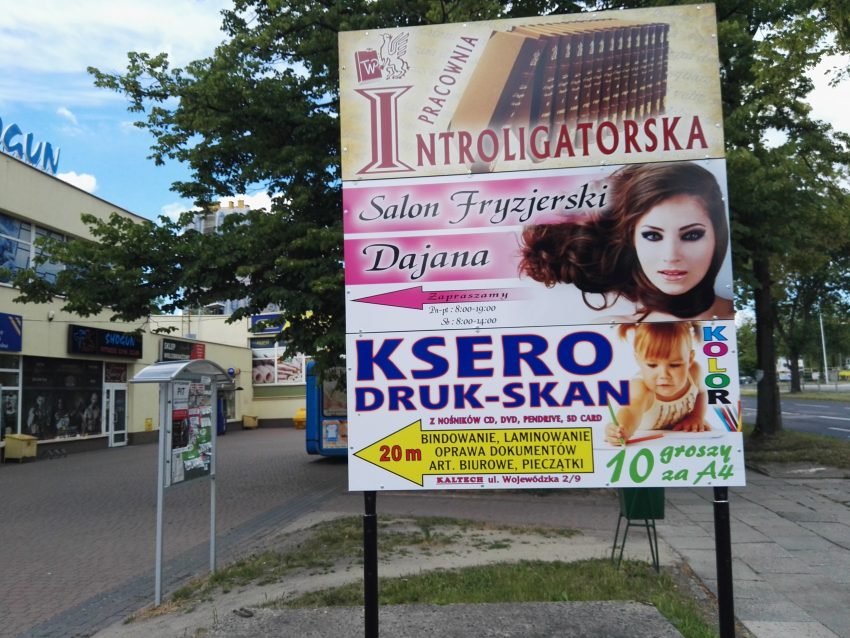 PRACOWNIA
INTROLIGATORSKA
Salon Fryzjerski
Dajana
Zapraszamy
Pn-pt : 8:00-19:00
Sb : 8:00-14:00
KSERO
DRUK-SKAN
KOLOR
Z NOŚNIKÓW CD, DVD, PENDRIVE, SD CARD
20 m
BINDOWANIE, LAMINOWANIE
OPRAWA DOKUMENTÓW
ART. BIUROWE, PIECZĄTKI
10 groszy
za A4
KALTECH ul. Wojewódzka 2/9
SHOGUN
SKLEP
PIT